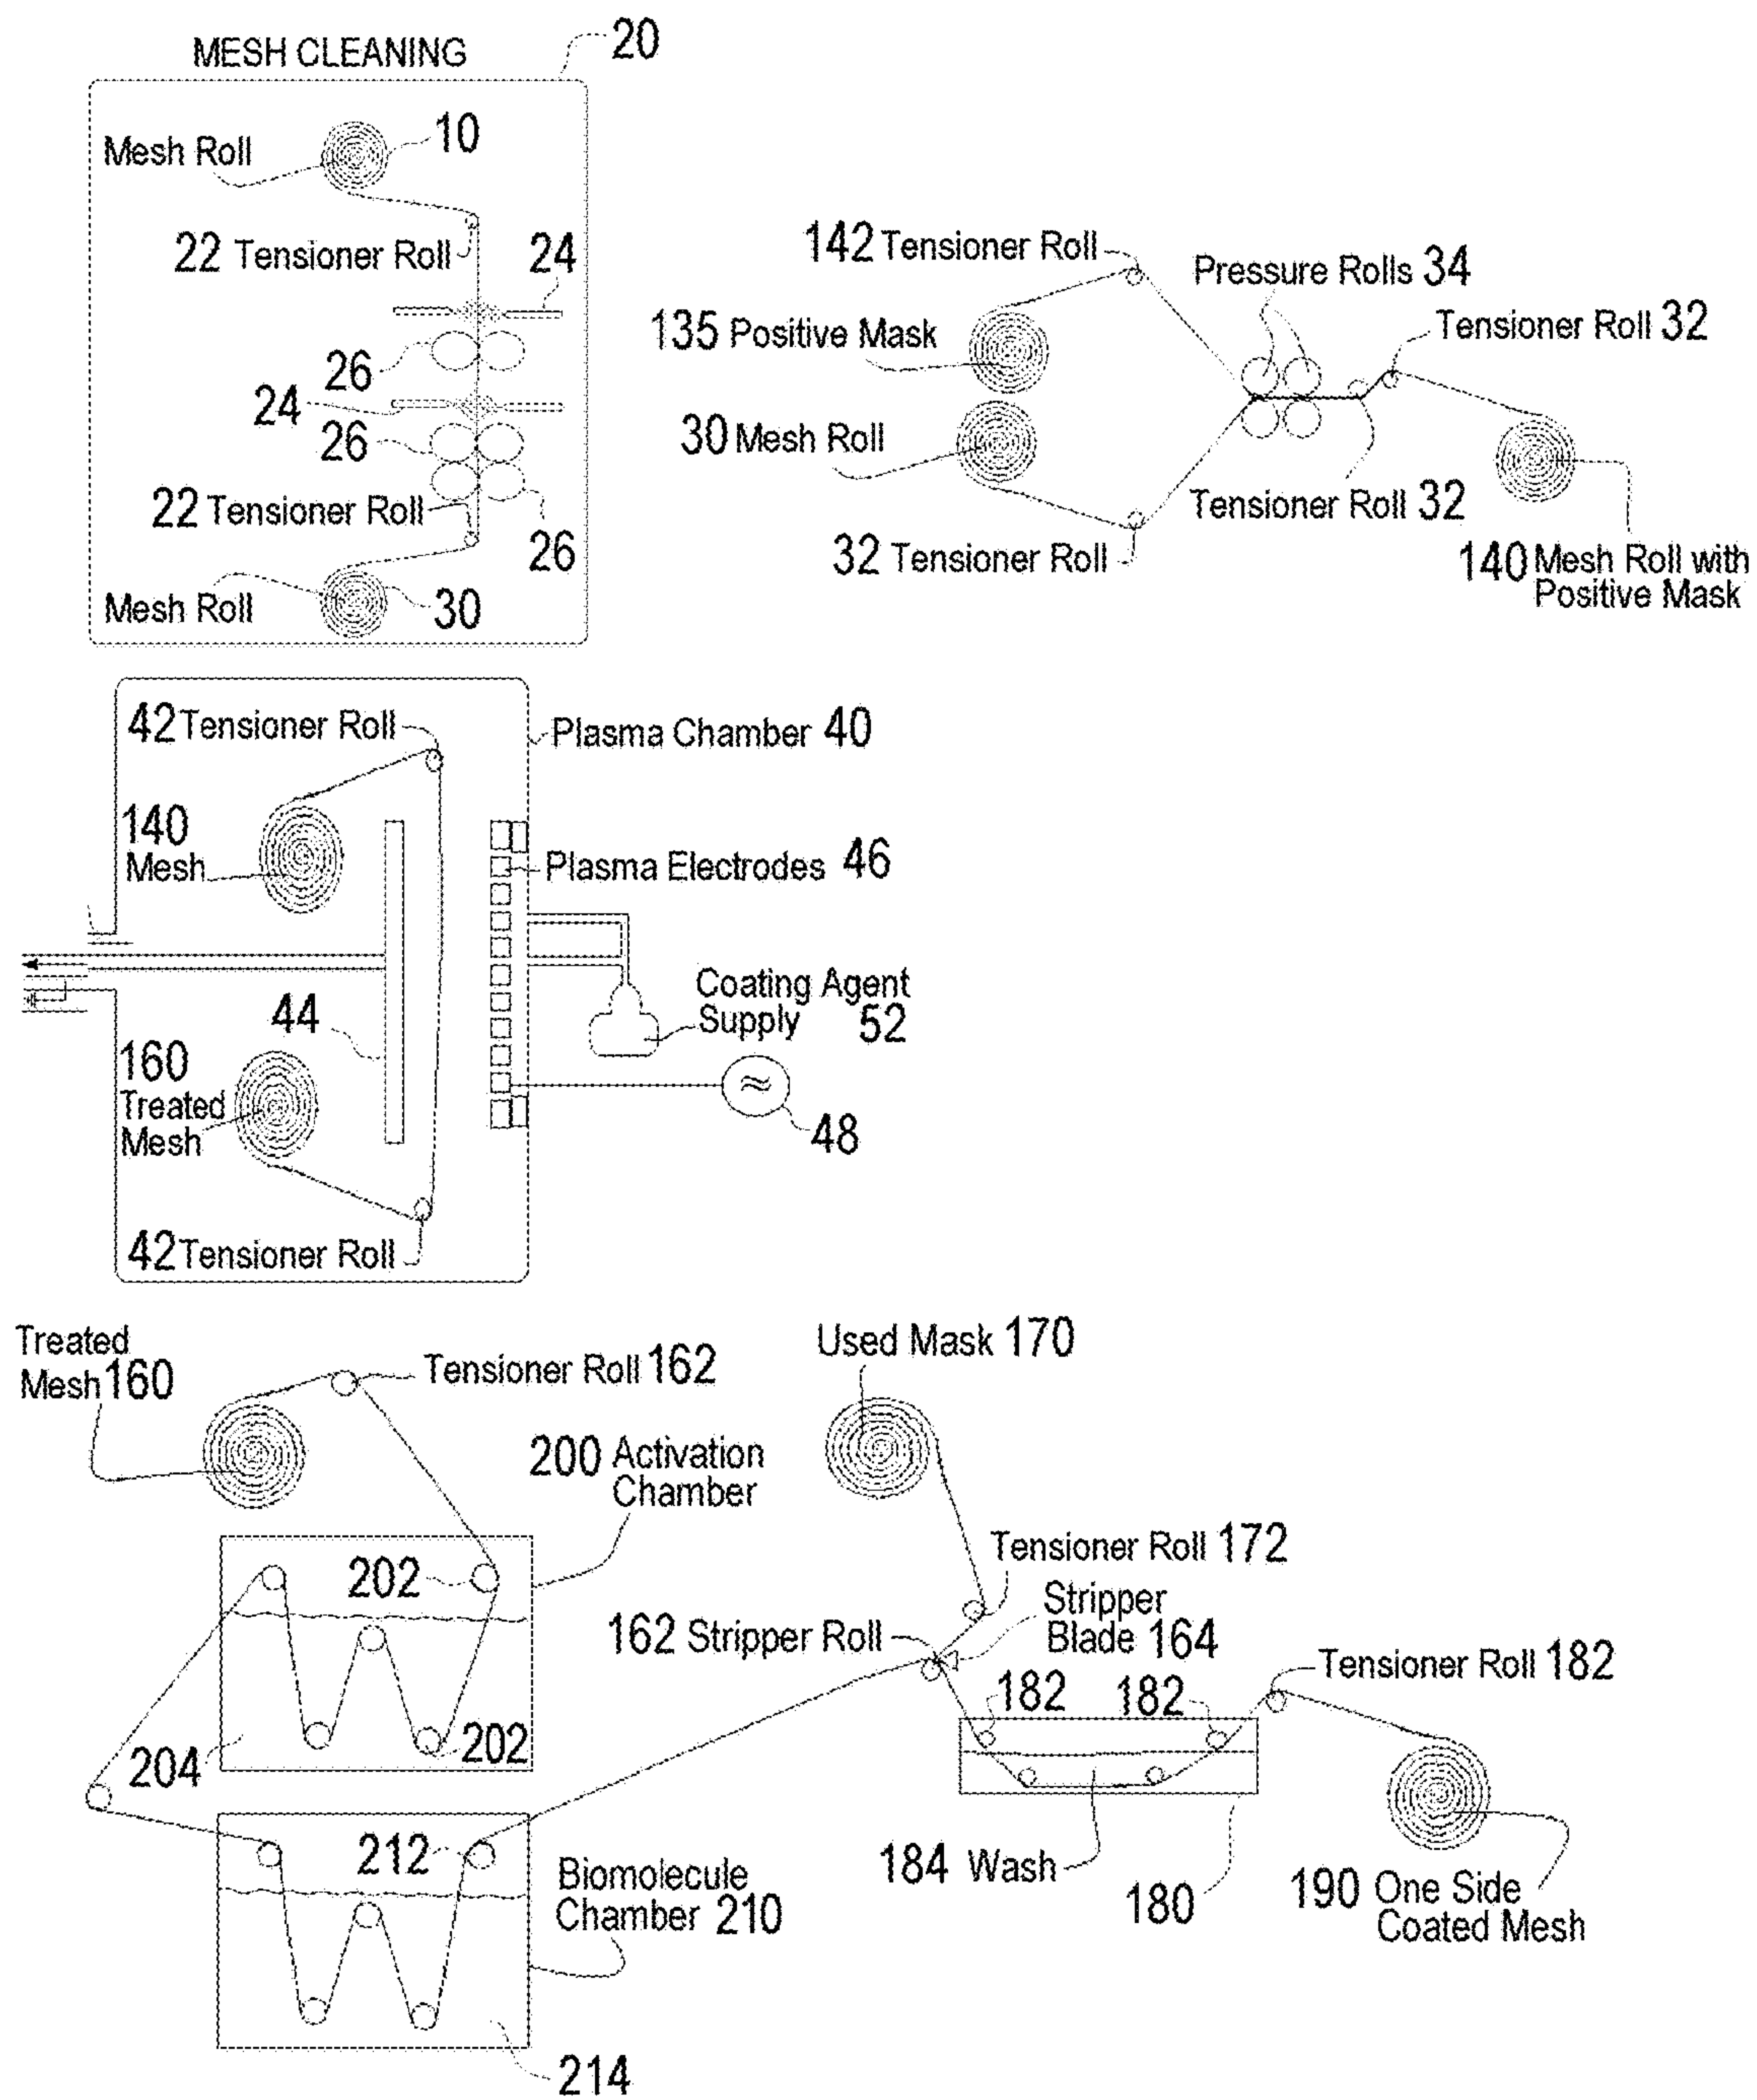 MESH CLEANING
20
Mesh Roll
10
22 Tensioner Roll
24
26
24
26
22 Tensioner Roll
26
Mesh Roll
30
142 Tensioner Roll
Pressure Rolls 34
135 Positive Mask
Tensioner Roll 32
30 Mesh Roll
Tensioner Roll 32
32 Tensioner Roll
140 Mesh Roll with
Positive Mask
42 Tensioner Roll
Plasma Chamber 40
140
Mesh
Plasma Electrodes 46
44
Coating Agent
Supply 52
160
Treated
Mesh
48
42 Tensioner Roll
Treated
Mesh 160
Tensioner Roll 162
Used Mask 170
200 Activation
Chamber
202
Tensioner Roll 172
162 Stripper Roll
Stripper
Blade 164
Tensioner Roll 182
182
182
204
202
212
184 Wash
180
190 One Side
Coated Mesh
Biomolecule
Chamber 210
214